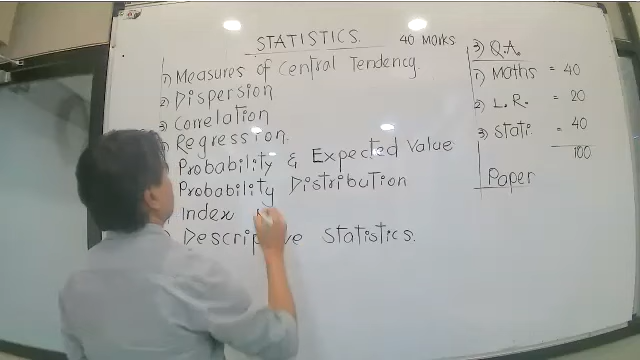 STATISTICS. 40 Marks
1) Measures of Central Tendency.
2) Dispersion
3) Correlation
Regression.
Probability & Expected Value
Probability Distribution
Index
Descriptive Statistics.
3) Q.A.
1) Maths = 40
2) L.R. = 20
3) Stati. = 40
100
Paper